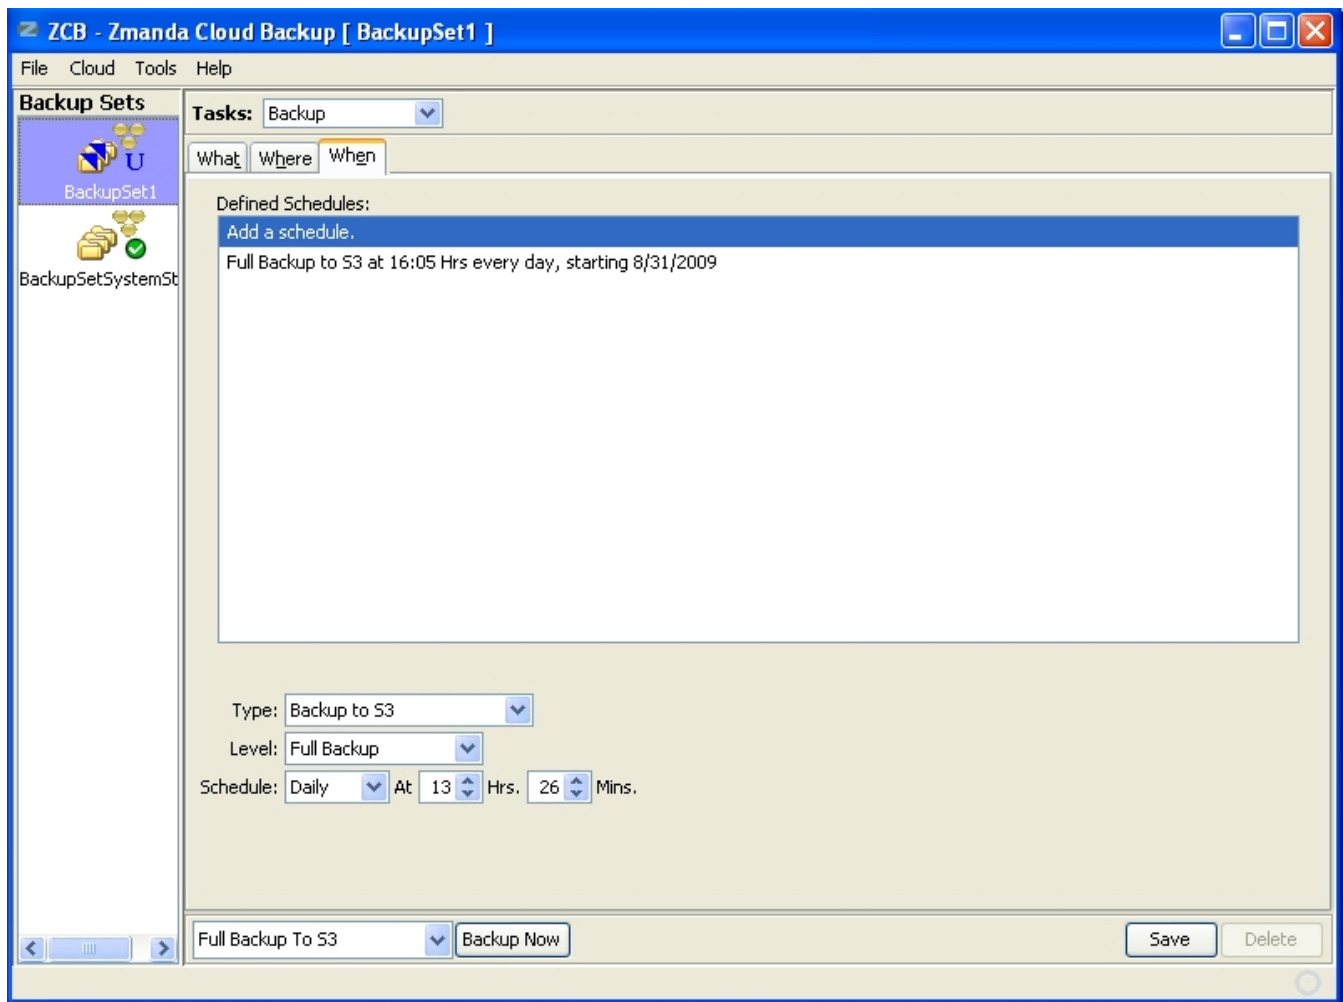 ZCB - Zmanda Cloud Backup [ BackupSet1 ]
File Cloud Tools Help
Backup Sets
U
BackupSet1
BackupSetSystemSt
Tasks: Backup
What Where When
Defined Schedules:
Add a schedule.
Full Backup to S3 at 16:05 Hrs every day, starting 8/31/2009
Type: Backup to S3
Level: Full Backup
Schedule: Daily At 13 Hrs. 26 Mins.
Full Backup To S3 Backup Now Save Delete